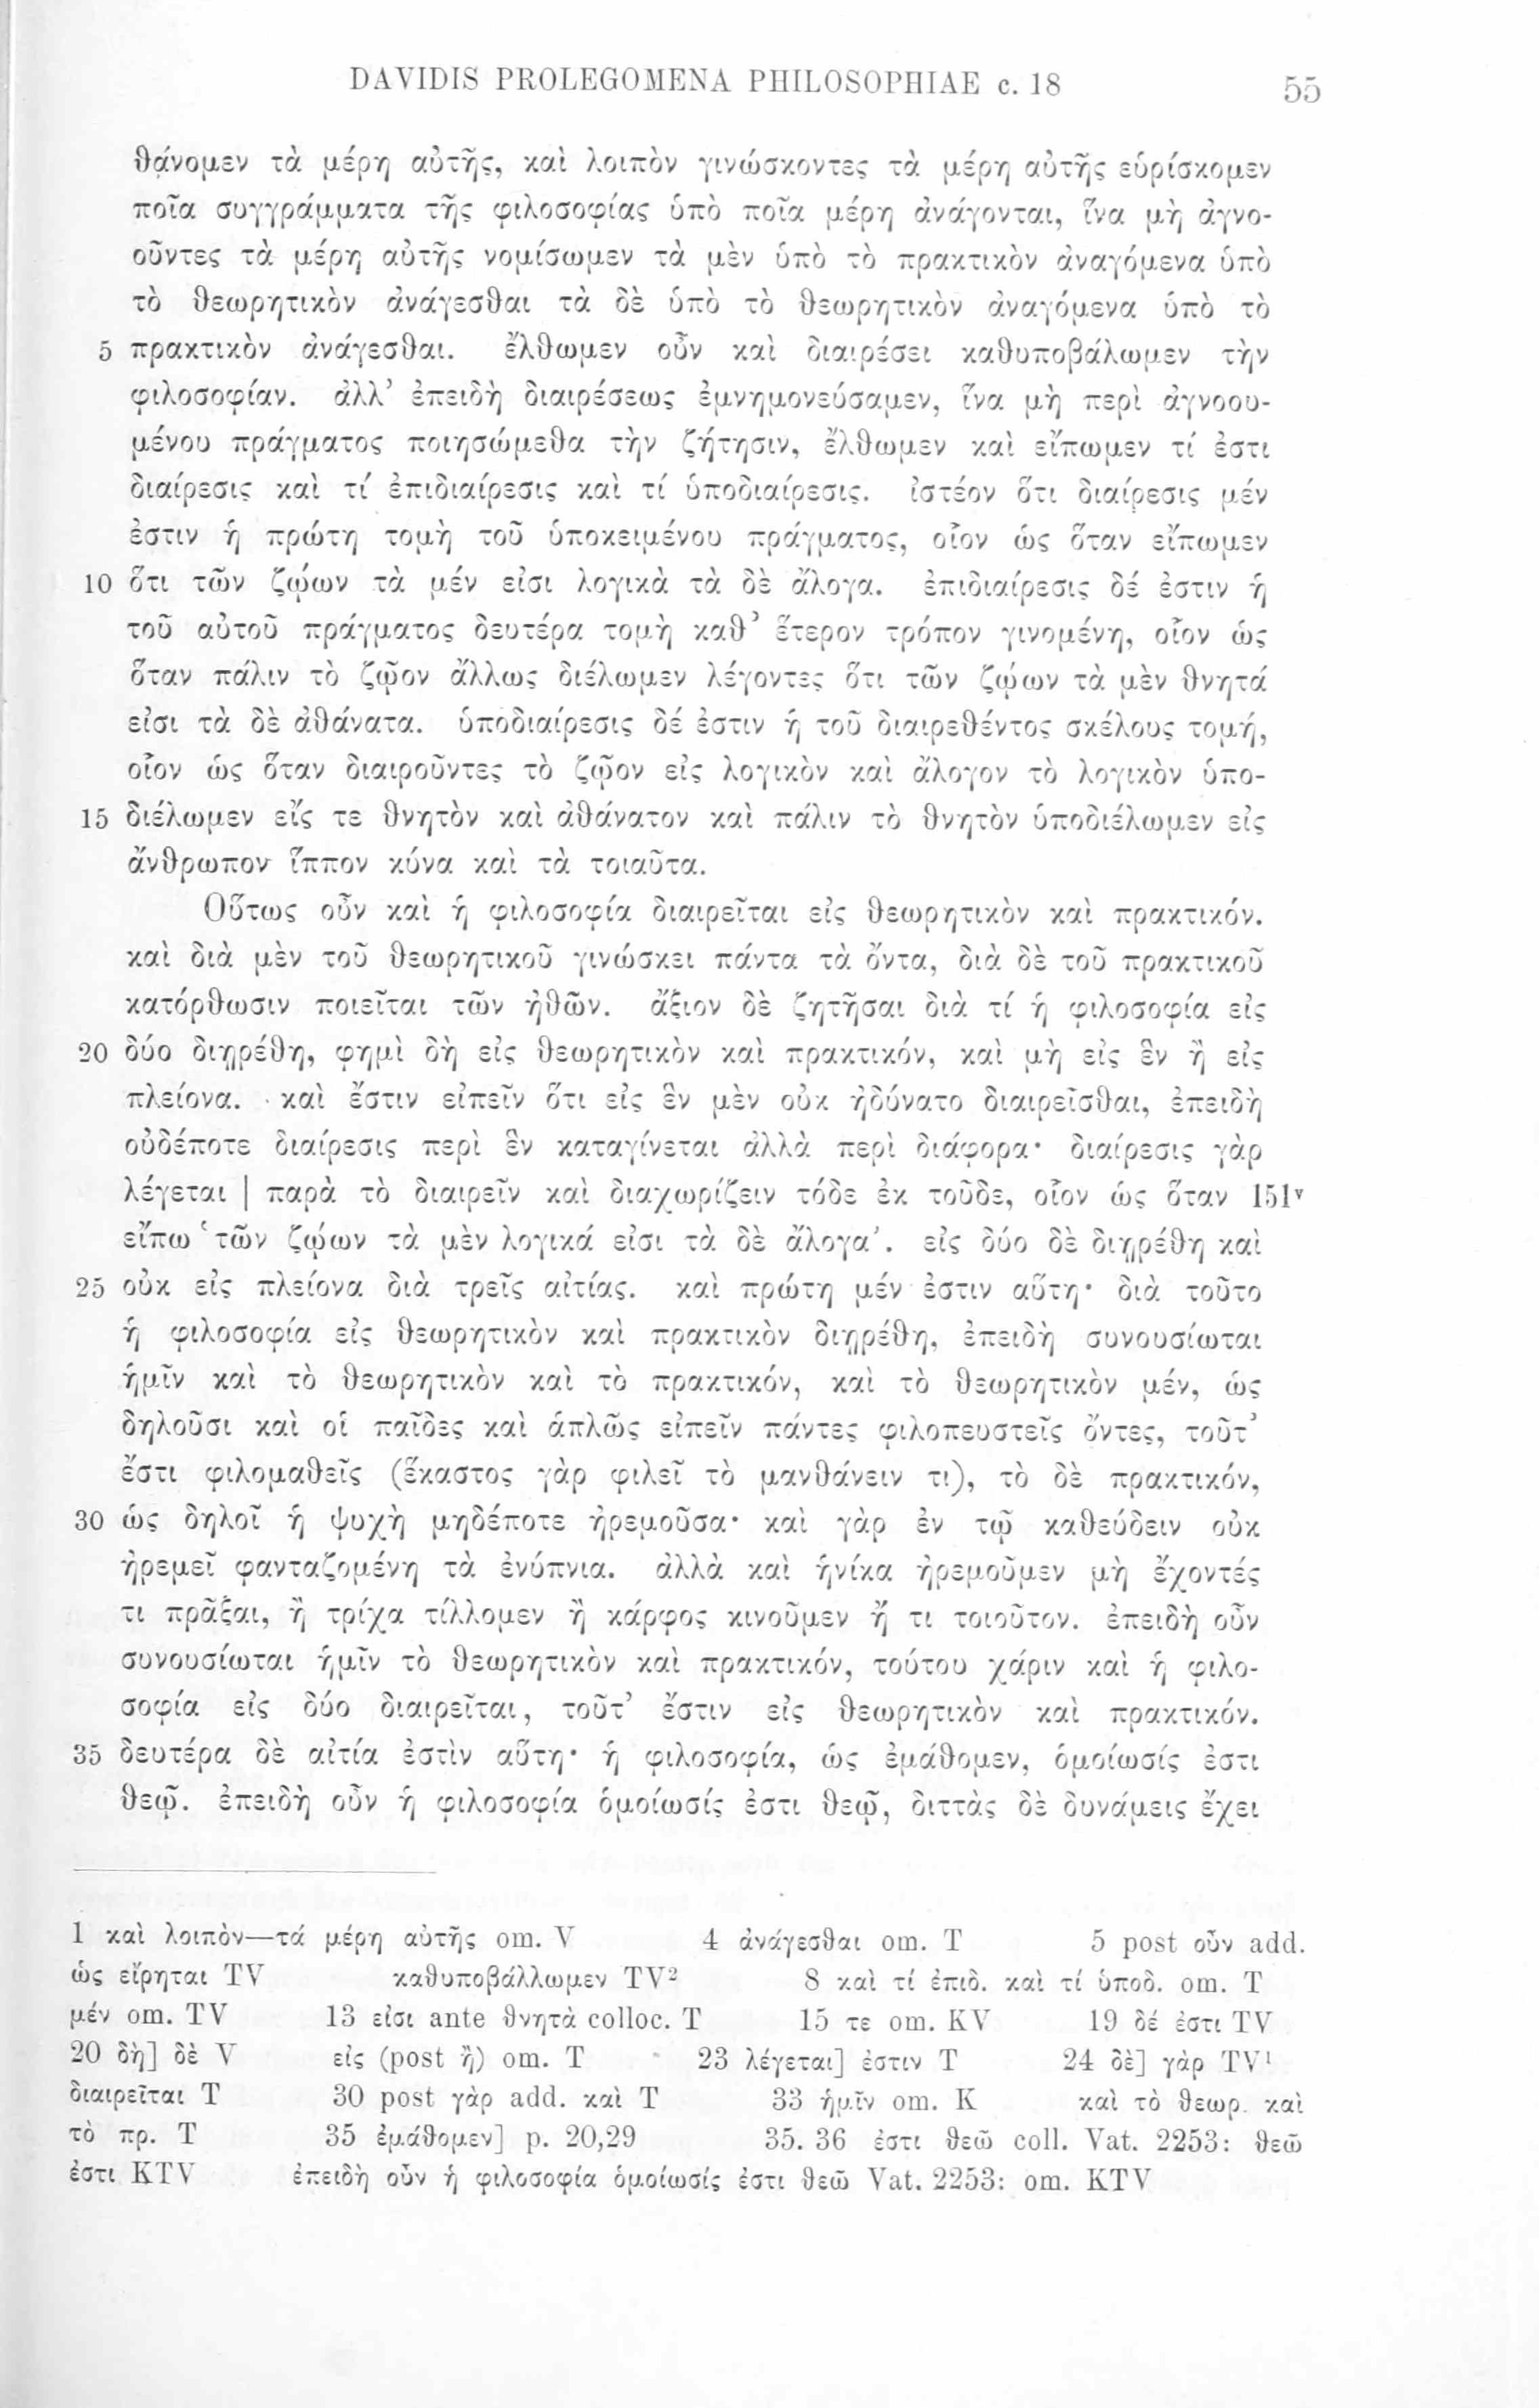 DAVIDIS PROLEGOMENA PHILOSOPHIAE c. 18 55
θάνομεν τὰ μέρη αὐτῆς, καὶ λοιπὸν γινώσκοντες τὰ μέρη αὐτῆς εὑρίσκομεν
ποῖα συγγράμματα τῆς φιλοσοφίας ὑπὸ ποῖα μέρη ἀνάγονται, ἵνα μὴ ἀγνο-
οῦντες τὰ μέρη αὐτῆς νομίσωμεν τὰ μὲν ὑπὸ τὸ πρακτικὸν ἀναγόμενα ὑπὸ
τὸ θεωρητικὸν ἀνάγεσθαι τὰ δὲ ὑπὸ τὸ θεωρητικὸν ἀναγόμενα ὑπὸ τὸ
5 πρακτικὸν ἀνάγεσθαι. ἔλθωμεν οὖν καὶ διαιρέσει καθυποβάλωμεν τὴν
φιλοσοφίαν. ἀλλ’ ἐπειδὴ διαιρέσεως ἐμνημονεύσαμεν, ἵνα μὴ περὶ ἀγνοου-
μένου πράγματος ποιησώμεθα τὴν ζήτησιν, ἔλθωμεν καὶ εἴπωμεν τί ἐστι
διαίρεσις καὶ τί ἐπιδιαίρεσις καὶ τί ὑποδιαίρεσις. ἰστέον ὅτι διαίρεσις μέν
ἐστιν ἡ πρώτη τομὴ τοῦ ὑποκειμένου πράγματος, οἷον ὡς ὅταν εἴπωμεν
10 ὅτι τῶν ζῴων τὰ μέν εἰσι λογικὰ τὰ δὲ ἄλογα. ἐπιδιαίρεσις δέ ἐστιν ἡ
τοῦ αὐτοῦ πράγματος δευτέρα τομὴ καθ’ ἕτερον τρόπον γινομένη, οἷον ὡς
ὅταν πάλιν τὸ ζῷον ἄλλως διέλωμεν λέγοντες ὅτι τῶν ζῴων τὰ μὲν θνητά
εἰσι τὰ δὲ ἀθάνατα. ὑποδιαίρεσις δέ ἐστιν ἡ τοῦ διαιρεθέντος σκέλους τομή,
οἷον ὡς ὅταν διαιροῦντες τὸ ζῷον εἰς λογικὸν καὶ ἄλογον τὸ λογικὸν ὑπο-
15 διέλωμεν εἴς τε θνητὸν καὶ ἀθάνατον καὶ πάλιν τὸ θνητὸν ὑποδιέλωμεν εἰς
ἄνθρωπον ἵππον κύνα καὶ τὰ τοιαῦτα.
Οὕτως οὖν καὶ ἡ φιλοσοφία διαιρεῖται εἰς θεωρητικὸν καὶ πρακτικόν.
καὶ διὰ μὲν τοῦ θεωρητικοῦ γινώσκει πάντα τὰ ὄντα, διὰ δὲ τοῦ πρακτικοῦ
κατόρθωσιν ποιεῖται τῶν ἠθῶν. ἄξιον δὲ ζητῆσαι διὰ τί ἡ φιλοσοφία εἰς
20 δύο διῃρέθη, φημὶ δὴ εἰς θεωρητικὸν καὶ πρακτικόν, καὶ μὴ εἰς ἓν ἢ εἰς
πλείονα. καὶ ἔστιν εἰπεῖν ὅτι εἰς ἓν μὲν οὐκ ἠδύνατο διαιρεῖσθαι, ἐπειδὴ
οὐδέποτε διαίρεσις περὶ ἓν καταγίνεται ἀλλὰ περὶ διάφορα· διαίρεσις γὰρ
λέγεται | παρὰ τὸ διαιρεῖν καὶ διαχωρίζειν τόδε ἐκ τοῦδε, οἷον ὡς ὅταν 151ᵛ
εἴπω ‘τῶν ζῴων τὰ μὲν λογικά εἰσι τὰ δὲ ἄλογα’. εἰς δύο δὲ διῃρέθη καὶ
25 οὐκ εἰς πλείονα διὰ τρεῖς αἰτίας. καὶ πρώτη μέν ἐστιν αὕτη· διὰ τοῦτο
ἡ φιλοσοφία εἰς θεωρητικὸν καὶ πρακτικὸν διῃρέθη, ἐπειδὴ συνουσίωται
ἡμῖν καὶ τὸ θεωρητικὸν καὶ τὸ πρακτικόν, καὶ τὸ θεωρητικὸν μέν, ὡς
δηλοῦσι καὶ οἱ παῖδες καὶ ἁπλῶς εἰπεῖν πάντες φιλοπευστεῖς ὄντες, τοῦτ’
ἔστι φιλομαθεῖς (ἕκαστος γὰρ φιλεῖ τὸ μανθάνειν τι), τὸ δὲ πρακτικόν,
30 ὡς δηλοῖ ἡ ψυχὴ μηδέποτε ἠρεμοῦσα· καὶ γὰρ ἐν τῷ καθεύδειν οὐκ
ἠρεμεῖ φανταζομένη τὰ ἐνύπνια. ἀλλὰ καὶ ἡνίκα ἠρεμοῦμεν μὴ ἔχοντές
τι πρᾶξαι, ἢ τρίχα τίλλομεν ἢ κάρφος κινοῦμεν ἤ τι τοιοῦτον. ἐπειδὴ οὖν
συνουσίωται ἡμῖν τὸ θεωρητικὸν καὶ πρακτικόν, τούτου χάριν καὶ ἡ φιλο-
σοφία εἰς δύο διαιρεῖται, τοῦτ’ ἔστιν εἰς θεωρητικὸν καὶ πρακτικόν.
35 δευτέρα δὲ αἰτία ἐστὶν αὕτη· ἡ φιλοσοφία, ὡς ἐμάθομεν, ὁμοίωσίς ἐστι
θεῷ. ἐπειδὴ οὖν ἡ φιλοσοφία ὁμοίωσίς ἐστι θεῷ, διττὰς δὲ δυνάμεις ἔχει
1 καὶ λοιπὸν—τά μέρη αὐτῆς om. V 4 ἀνάγεσθαι om. T 5 post οὖν add.
ὡς εἴρηται TV καθυποβάλλωμεν TV² 8 καὶ τί ἐπιδ. καὶ τί ὑποδ. om. T
μέν om. TV 13 εἰσι ante θνητὰ colloc. T 15 τε om. KV 19 δέ ἐστι TV
20 δὴ] δὲ V εἰς (post ἢ) om. T 23 λέγεται] ἐστιν T 24 δὲ] γὰρ TV¹
διαιρεῖται T 30 post γὰρ add. καὶ T 33 ἡμῖν om. K καὶ τὸ θεωρ. καὶ
τὸ πρ. T 35 ἐμάθομεν] p. 20,29 35. 36 ἐστι θεῶ coll. Vat. 2253: θεῶ
ἐστι KTV ἐπειδὴ οὖν ἡ φιλοσοφία ὁμοίωσίς ἐστι θεῶ Vat. 2253: om. KTV